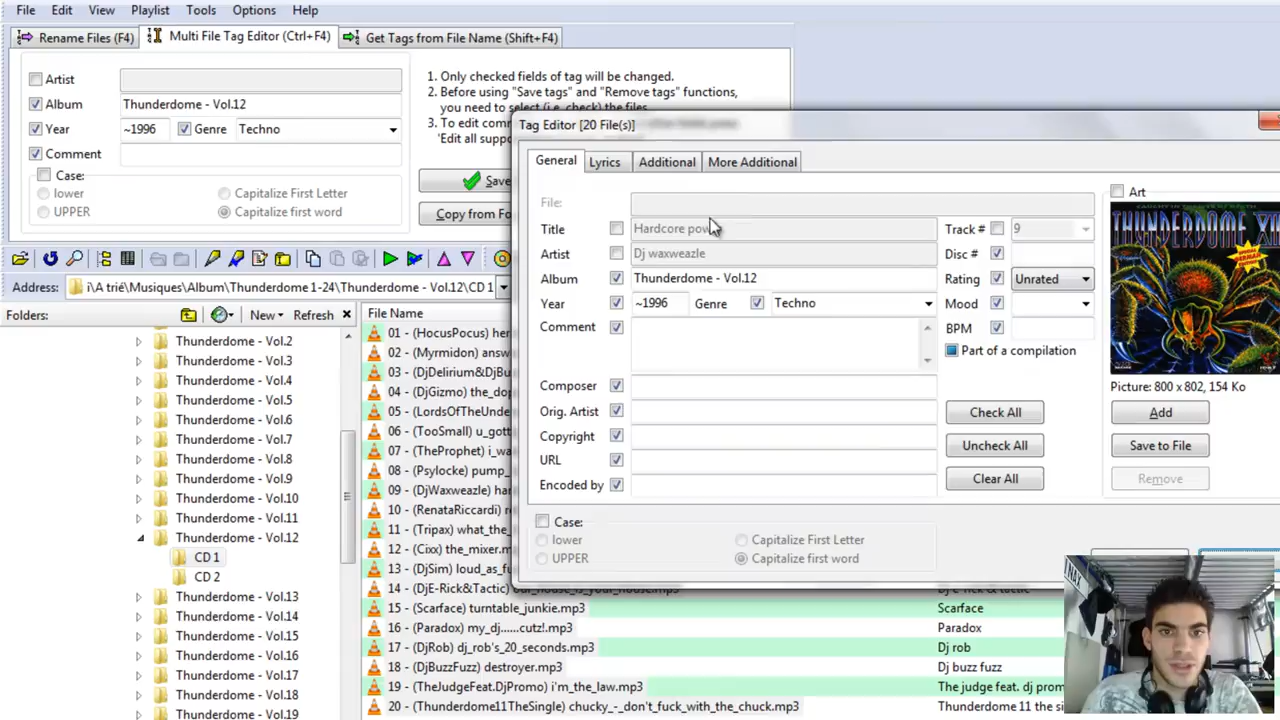 File Edit View Playlist Tools Options Help
Rename Files (F4) Multi File Tag Editor (Ctrl+F4) Get Tags from File Name (Shift+F4)
Artist
Album Thunderdome - Vol.12
Year ~1996 Genre Techno
Comment
Case:
lower Capitalize First Letter
UPPER Capitalize first word
1. Only checked fields of tag will be changed.
2. Before using "Save tags" and "Remove tags" functions,
you need to select (i.e. check) the files.
3. To edit
'Edit all
Save
Copy from
Address: i\A trié\Musiques\Album\Thunderdome 1-24\Thunderdome - Vol.12\CD 1
Folders: New Refresh
Thunderdome - Vol.2
Thunderdome - Vol.3
Thunderdome - Vol.4
Thunderdome - Vol.5
Thunderdome - Vol.6
Thunderdome - Vol.7
Thunderdome - Vol.8
Thunderdome - Vol.9
Thunderdome - Vol.10
Thunderdome - Vol.11
Thunderdome - Vol.12
CD 1
CD 2
Thunderdome - Vol.13
Thunderdome - Vol.14
Thunderdome - Vol.15
Thunderdome - Vol.16
Thunderdome - Vol.17
Thunderdome - Vol.18
Thunderdome - Vol.19
File Name
01 - (HocusPocus) her
02 - (Myrmidon) answ
03 - (DjDelirium&DjBu
04 - (DjGizmo) the_do
05 - (LordsOfTheUnde
06 - (TooSmall) u_gott
07 - (TheProphet) i_wa
08 - (Psylocke) pump_
09 - (DjWaxweazle) har
10 - (RenataRiccardi) r
11 - (Tripax) what_the_
12 - (Cixx) the_mixer.m
13 - (DjSim) loud_as_fu
14 - (DjE-Rick&Tactic) our_house_is_your_house.mp3
15 - (Scarface) turntable_junkie.mp3 Scarface
16 - (Paradox) my_dj......cutz!.mp3 Paradox
17 - (DjRob) dj_rob's_20_seconds.mp3 Dj rob
18 - (DjBuzzFuzz) destroyer.mp3 Dj buzz fuzz
19 - (TheJudgeFeat.DjPromo) i'm_the_law.mp3 The judge feat. dj prom
20 - (Thunderdome11TheSingle) chucky_-_don't_fuck_with_the_chuck.mp3 Thunderdome 11 the si
Tag Editor [20 File(s)]
General Lyrics Additional More Additional
File:
Title Hardcore pow Track # 9
Artist Dj waxweazle Disc #
Album Thunderdome - Vol.12 Rating Unrated
Year ~1996 Genre Techno Mood
Comment BPM
Part of a compilation
Composer
Orig. Artist
Copyright
URL
Encoded by
Check All
Uncheck All
Clear All
Case:
lower Capitalize First Letter
UPPER Capitalize first word
Art
THUNDERDOME XII
SPECIAL
GERMAN
EDITION
Picture: 800 x 802, 154 Ko
Add
Save to File
Remove